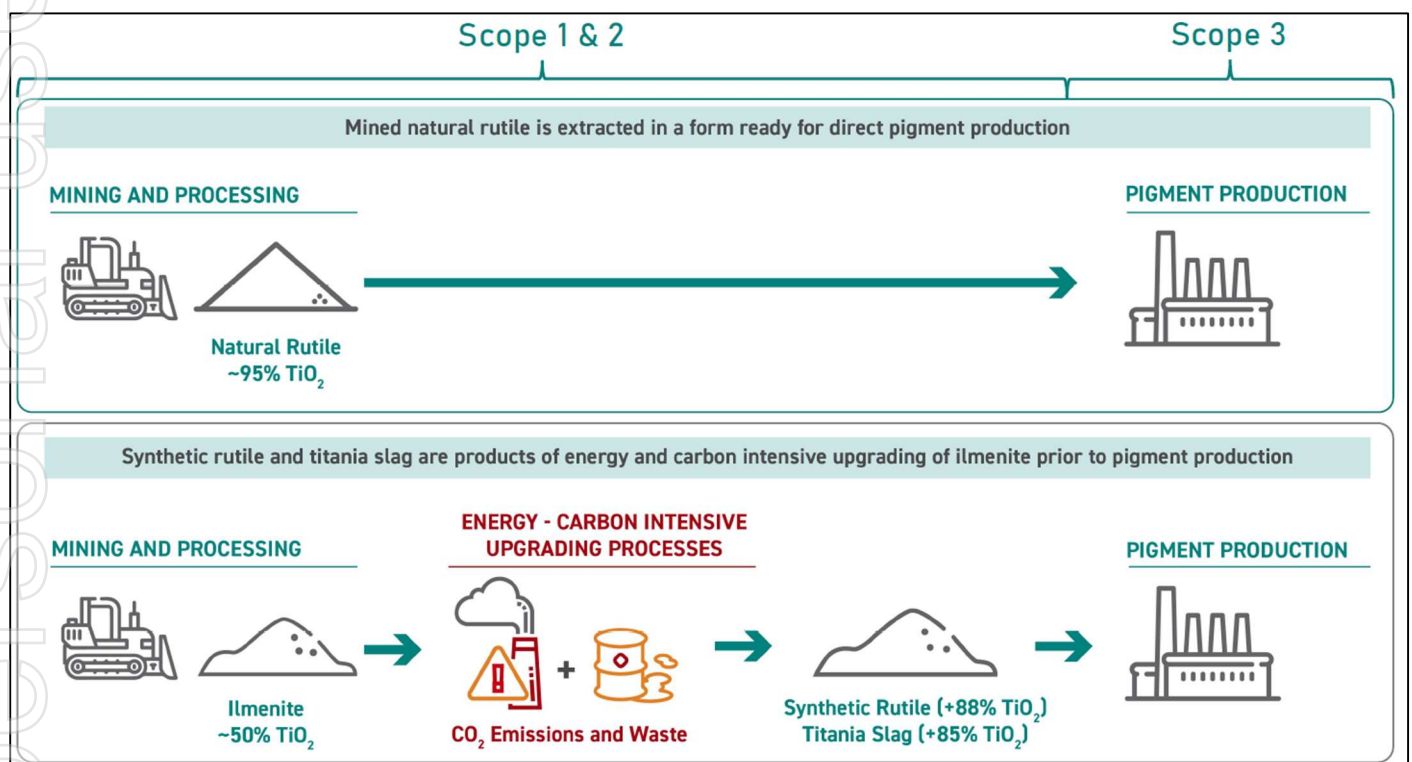 Scope 1 & 2
Scope 3
Mined natural rutile is extracted in a form ready for direct pigment production
MINING AND PROCESSING
PIGMENT PRODUCTION
Natural Rutile
~95% TiO₂
Synthetic rutile and titania slag are products of energy and carbon intensive upgrading of ilmenite prior to pigment production
ENERGY - CARBON INTENSIVE
UPGRADING PROCESSES
MINING AND PROCESSING
PIGMENT PRODUCTION
!
+
Ilmenite
~50% TiO₂
CO₂ Emissions and Waste
Synthetic Rutile (+88% TiO₂)
Titania Slag (+85% TiO₂)